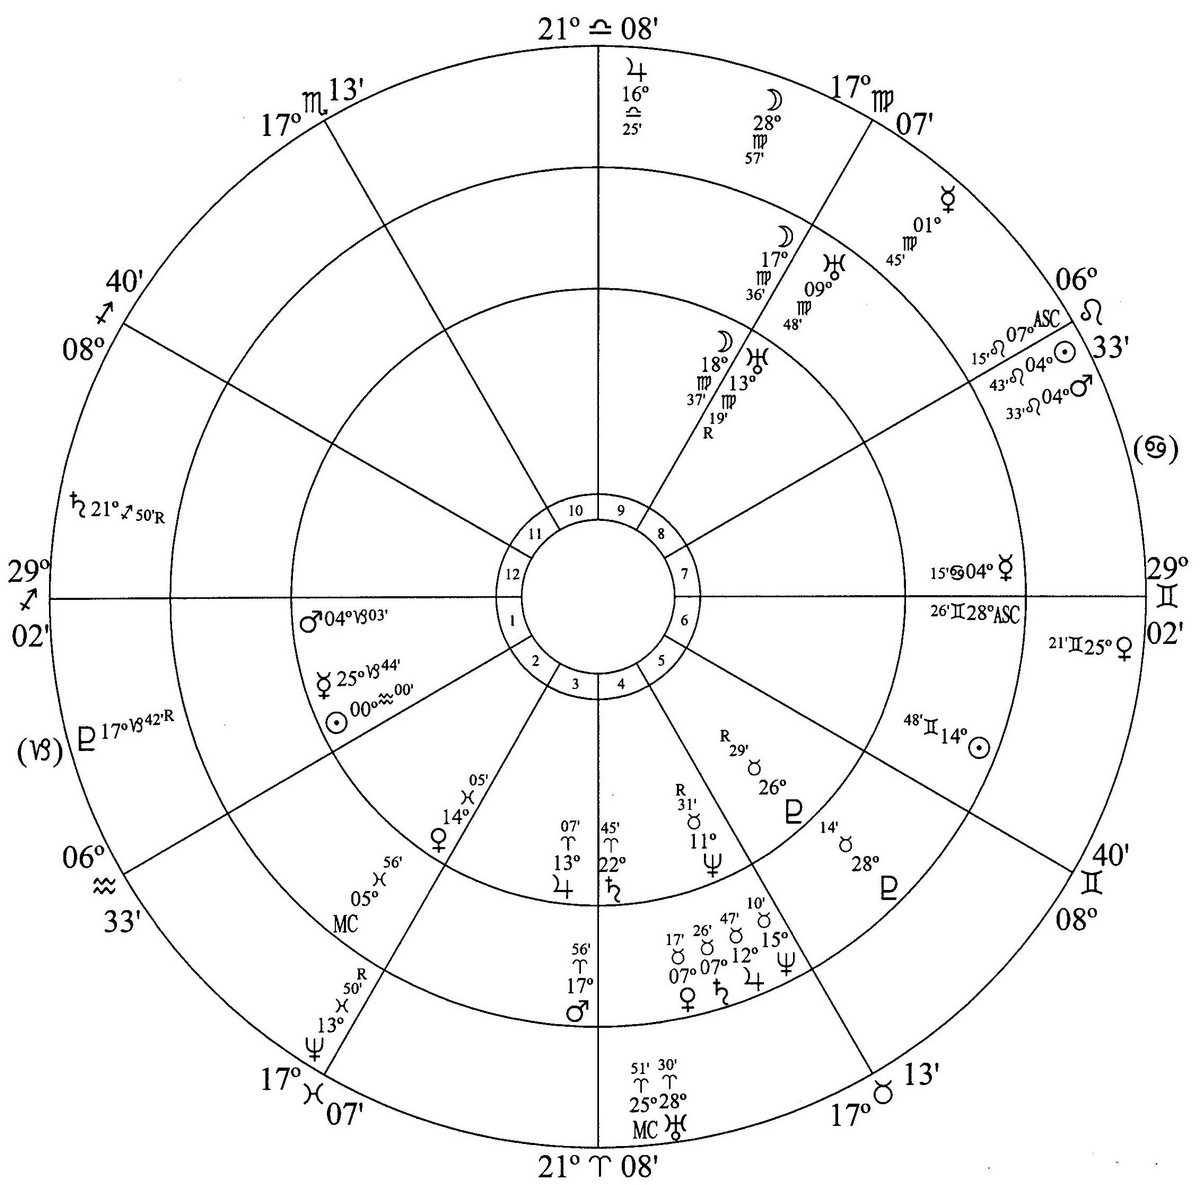 21° ♎ 08'
17° ♏ 13'
17° ♍ 07'
40' ♐ 08°
06° ♌ 33'
29° ♐ 02'
29° ♊ 02'
(♋)
(♑)
06° ♒ 33'
40' ♊ 08°
17° ♓ 07'
13' ♉ 17°
21° ♈ 08'
♃ 16° ♎ 25'
☽ 28° ♍ 57'
☿ 01° ♍ 45'
15' ♌ 07° ASC
43' ♌ 04° ☉
33' ♌ 04° ♂
♄ 21° ♐ 50' R
♇ 17° ♑ 42' R
21' ♊ 25° ♀
R 50' ♓ 13° ♆
51' ♈ 25° MC
30' ♈ 28° ♅
☽ 17° ♍ 36'
♅ 09° ♍ 48'
15' ♋ 04° ☿
26' ♊ 28° ASC
48' ♊ 14° ☉
14' ♉ 28° ♇
10' ♉ 15° ♆
47' ♉ 12° ♃
26' ♉ 07° ♄
17' ♉ 07° ♀
56' ♈ 17° ♂
56' ♓ 05° MC
☽ 18° ♍ 37'
♅ 13° ♍ 19' R
♂ 04° ♑ 03'
☿ 25° ♑ 44'
☉ 00° ♒ 00'
05' ♓ 14° ♀
07' ♈ 13° ♃
45' ♈ 22° ♄
R 31' ♉ 11° ♆
R 29' ♉ 26° ♇
1
2
3
4
5
6
7
8
9
10
11
12